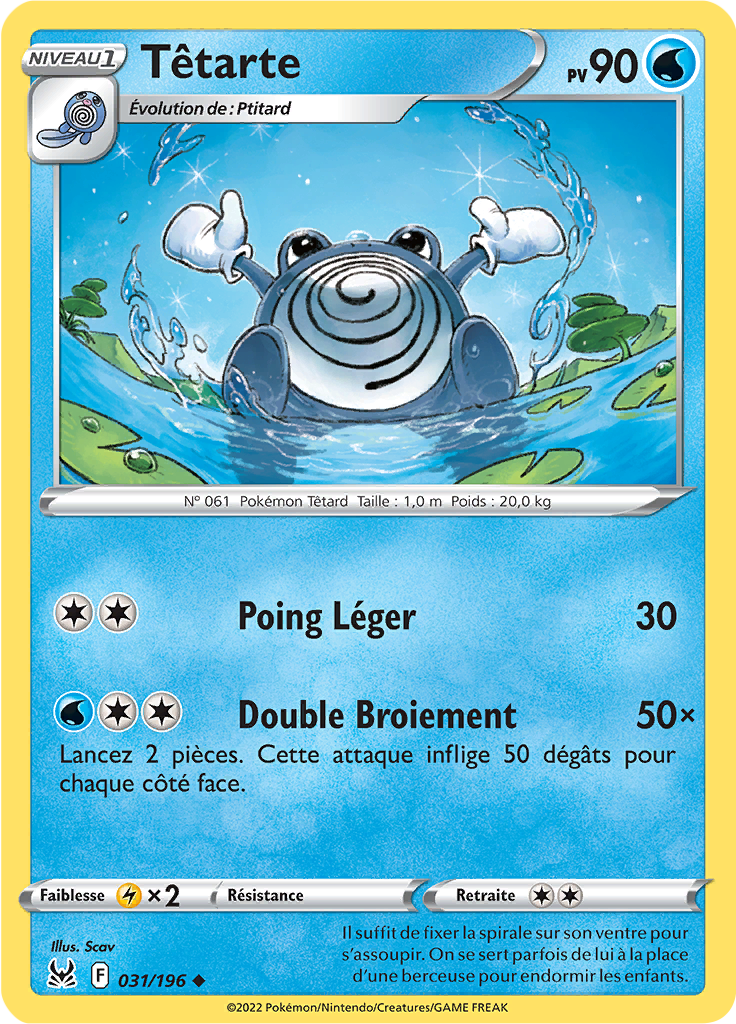 NIVEAU 1
Têtarte
PV 90
Évolution de : Ptitard
N° 061 Pokémon Têtard Taille : 1,0 m Poids : 20,0 kg
Poing Léger 30
Double Broiement 50×
Lancez 2 pièces. Cette attaque inflige 50 dégâts pour
chaque côté face.
Faiblesse ×2 Résistance Retraite
Illus. Scav
F 031/196
Il suffit de fixer la spirale sur son ventre pour
s’assoupir. On se sert parfois de lui à la place
d’une berceuse pour endormir les enfants.
©2022 Pokémon/Nintendo/Creatures/GAME FREAK